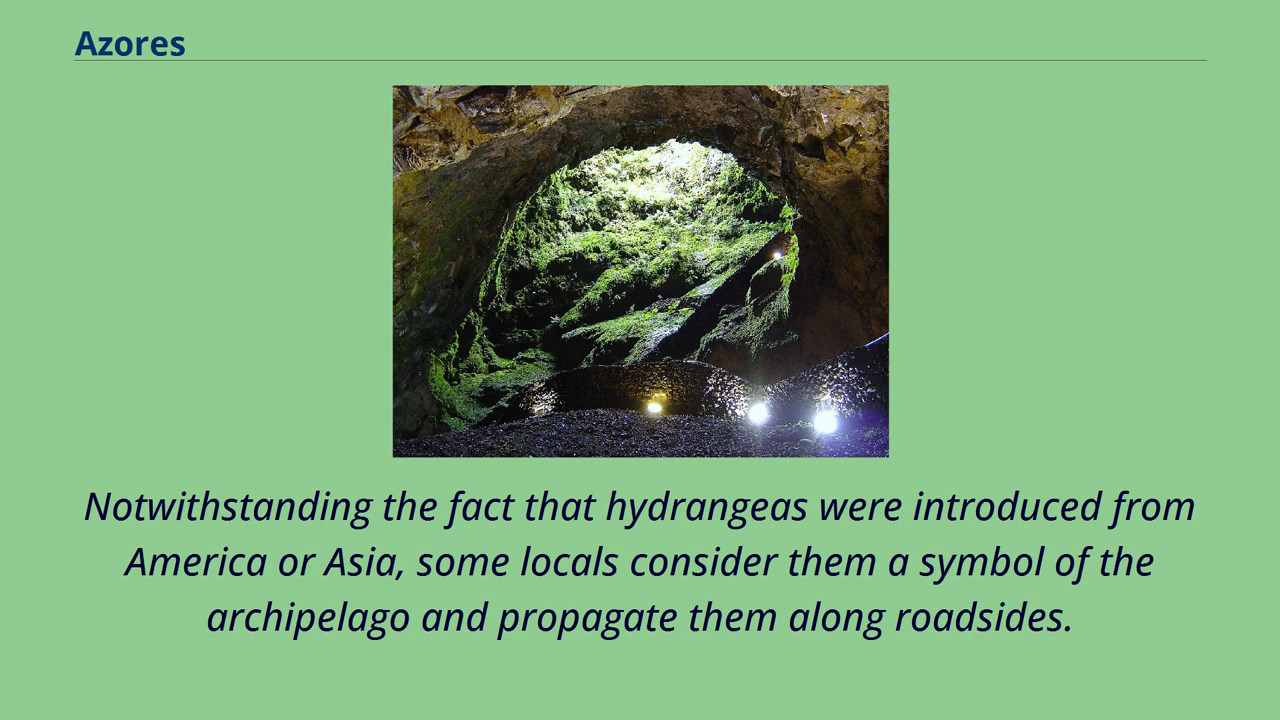 Azores
Notwithstanding the fact that hydrangeas were introduced from
America or Asia, some locals consider them a symbol of the
archipelago and propagate them along roadsides.